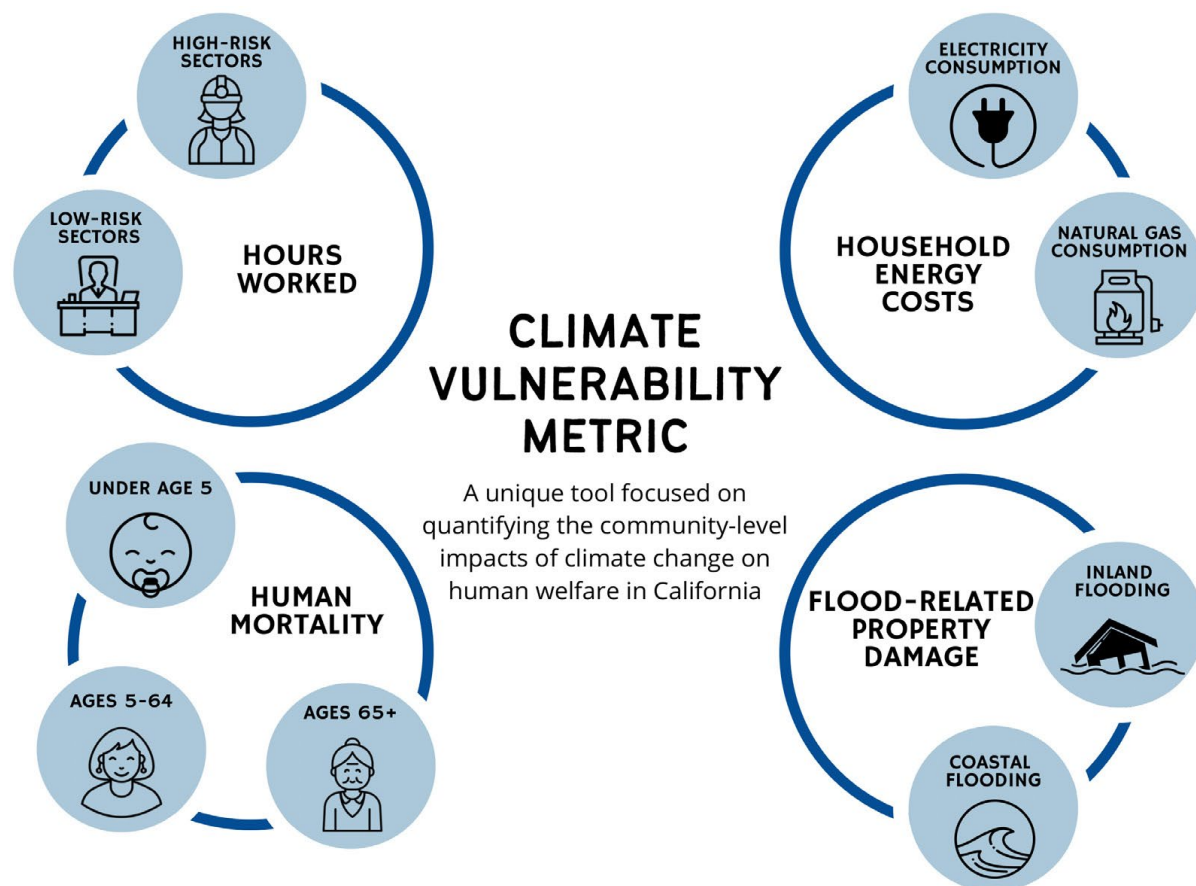 HIGH-RISK
SECTORS
LOW-RISK
SECTORS
HOURS
WORKED
ELECTRICITY
CONSUMPTION
NATURAL GAS
CONSUMPTION
HOUSEHOLD
ENERGY
COSTS
CLIMATE
VULNERABILITY
METRIC
A unique tool focused on
quantifying the community-level
impacts of climate change on
human welfare in California
UNDER AGE 5
HUMAN
MORTALITY
AGES 5-64
AGES 65+
INLAND
FLOODING
FLOOD-RELATED
PROPERTY
DAMAGE
COASTAL
FLOODING